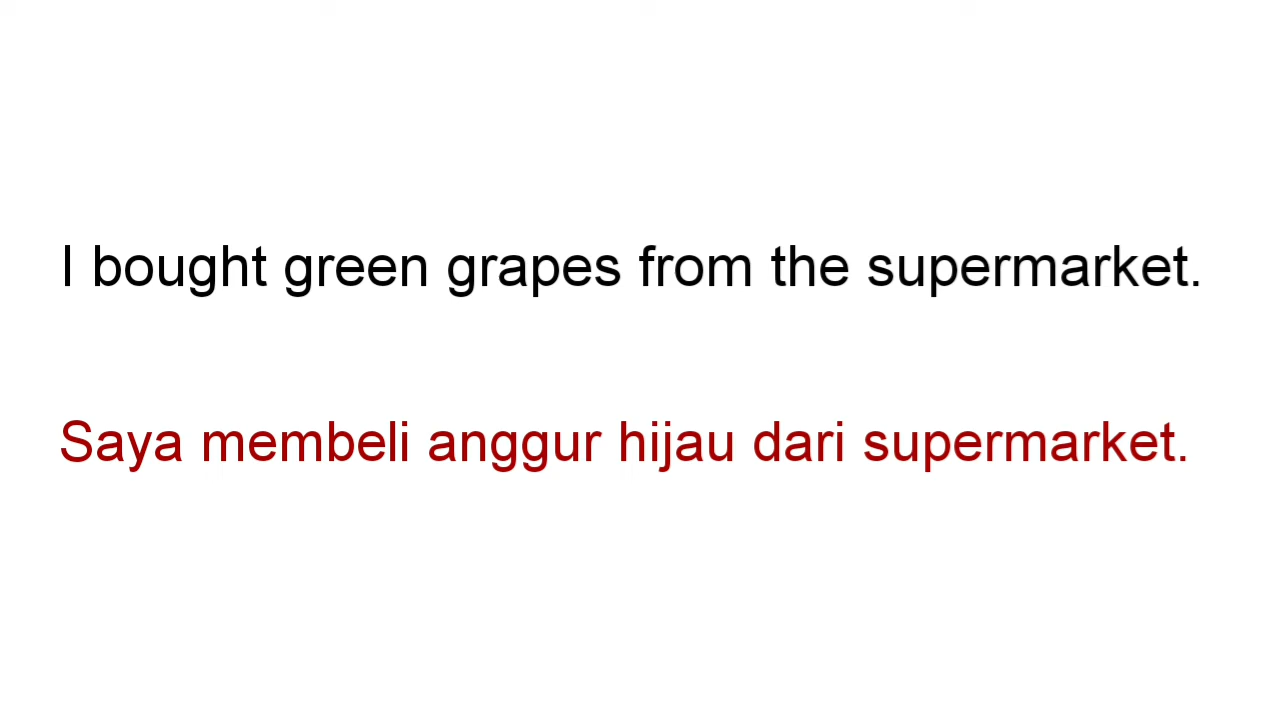 I bought green grapes from the supermarket.
Saya membeli anggur hijau dari supermarket.